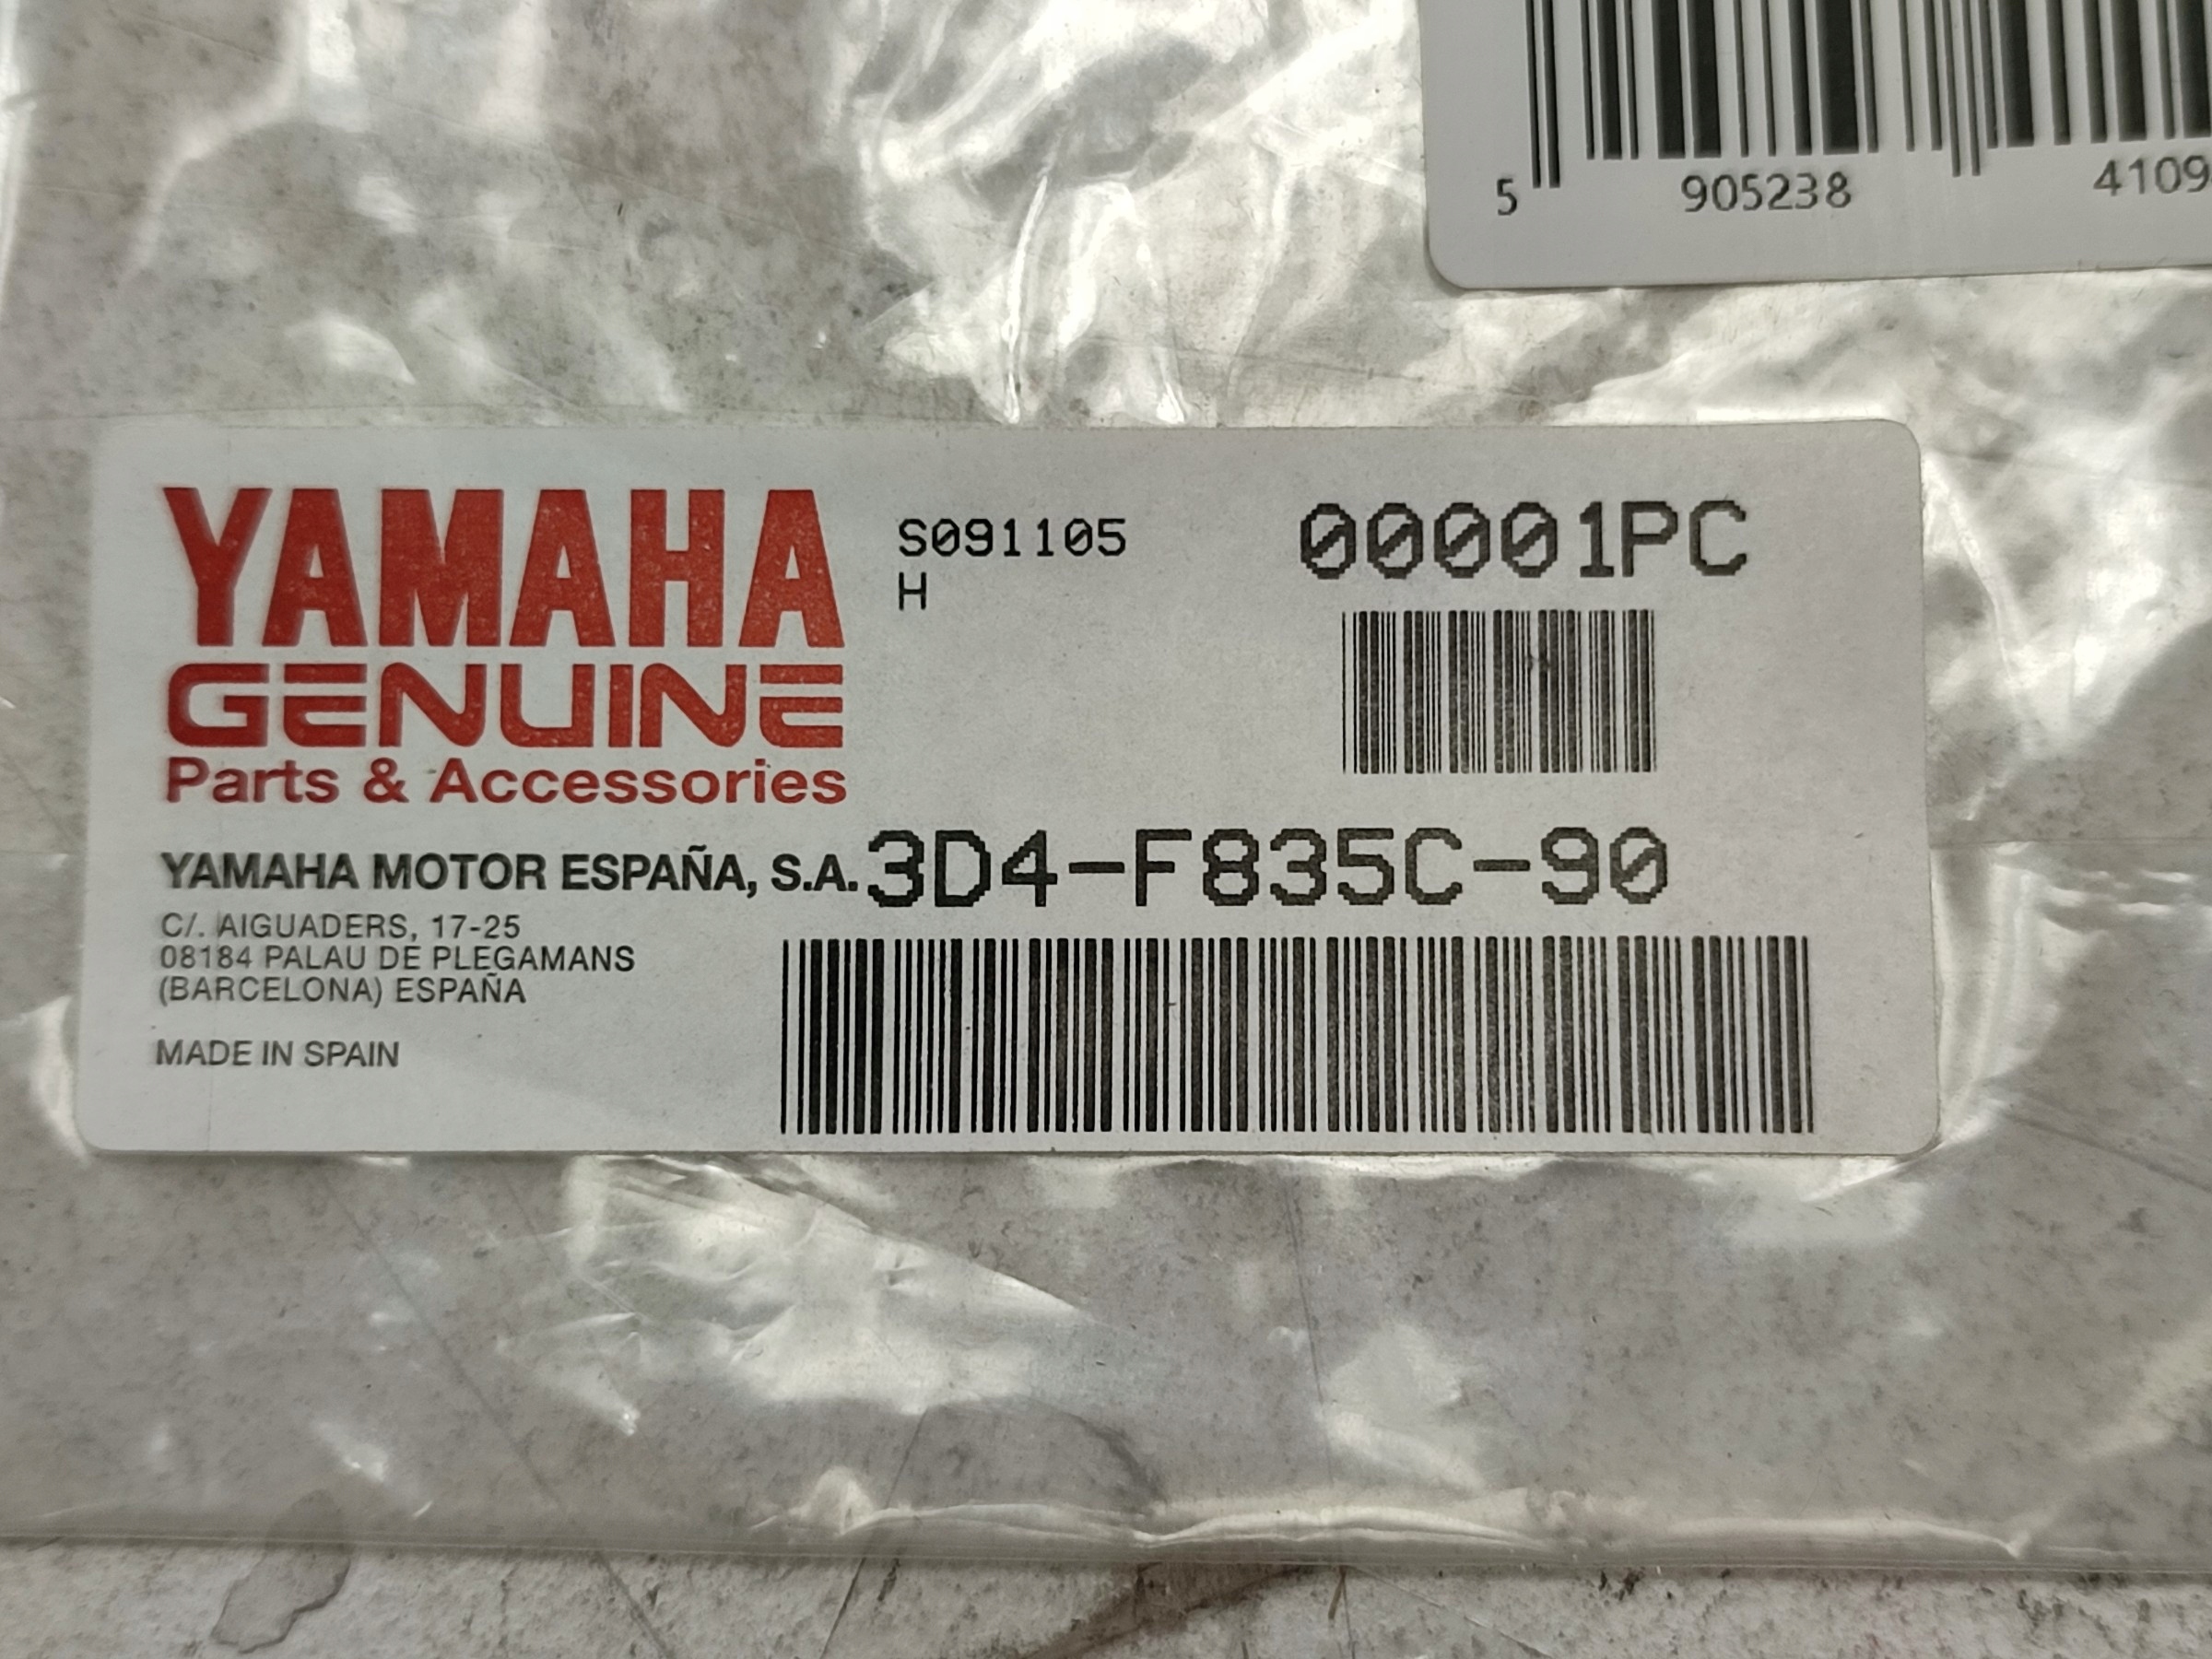 5 905238 4109
YAMAHA
GENUINE
Parts & Accessories
S091105
H
00001PC
YAMAHA MOTOR ESPAÑA, S.A.
3D4-F835C-90
C/. AIGUADERS, 17-25
08184 PALAU DE PLEGAMANS
(BARCELONA) ESPAÑA
MADE IN SPAIN